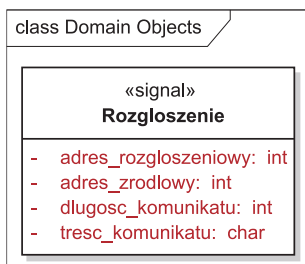 class Domain Objects
«signal»
Rozgloszenie
- adres_rozgloszeniowy: int
- adres_zrodlowy: int
- dlugosc_komunikatu: int
- tresc_komunikatu: char